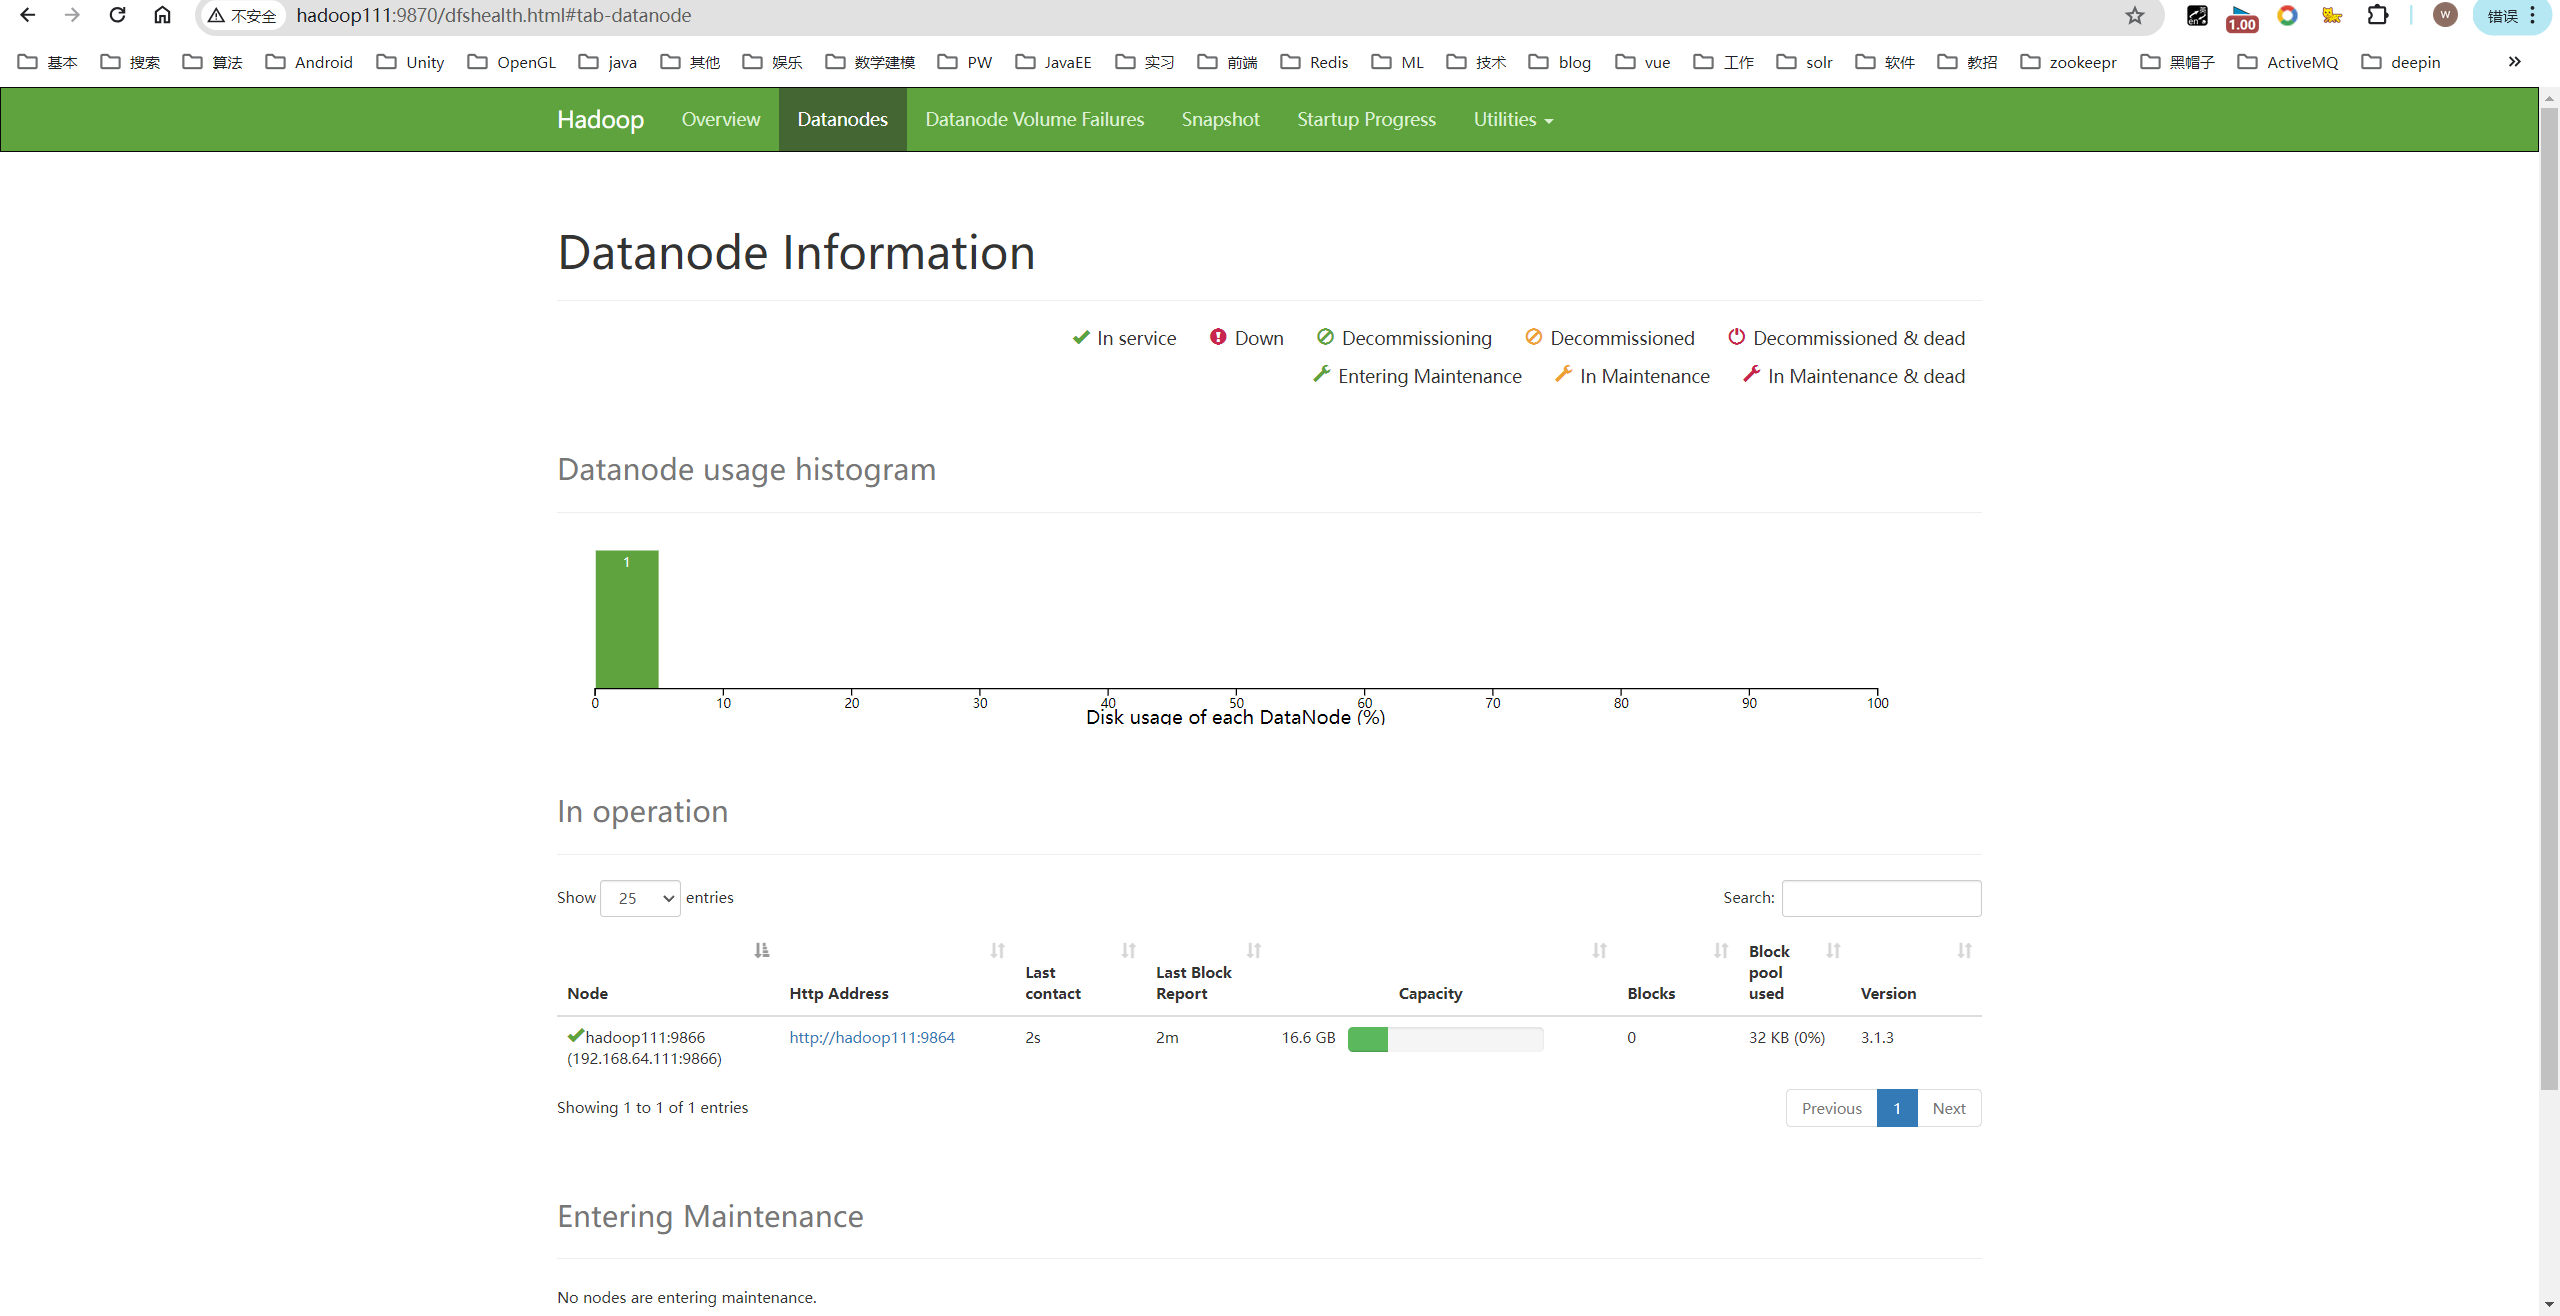 不安全 hadoop111:9870/dfshealth.html#tab-datanode en 英 1.00 W 错误
基本 搜索 算法 Android Unity OpenGL java 其他 娱乐 数学建模 PW JavaEE 实习 前端 Redis ML 技术 blog vue 工作 solr 软件 教招 zookeepr 黑帽子 ActiveMQ deepin
Hadoop Overview Datanodes Datanode Volume Failures Snapshot Startup Progress Utilities
Datanode Information
In service Down Decommissioning Decommissioned Decommissioned & dead
Entering Maintenance In Maintenance In Maintenance & dead
Datanode usage histogram
1
0 10 20 30 40 50 60 70 80 90 100
Disk usage of each DataNode (%)
In operation
Show 25 entries Search:
Node Http Address Last contact Last Block Report Capacity Blocks Block pool used Version
hadoop111:9866 http://hadoop111:9864 2s 2m 16.6 GB 0 32 KB (0%) 3.1.3
(192.168.64.111:9866)
Showing 1 to 1 of 1 entries Previous 1 Next
Entering Maintenance
No nodes are entering maintenance.